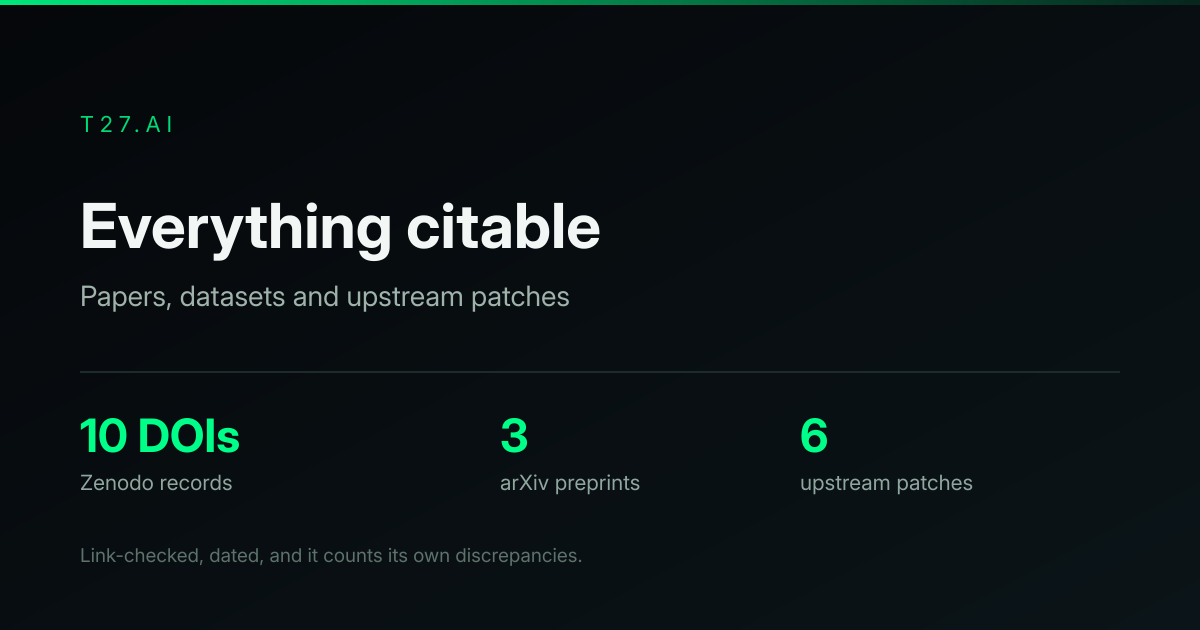 T27.AI
Everything citable
Papers, datasets and upstream patches
10 DOIs
Zenodo records
3
arXiv preprints
6
upstream patches
Link-checked, dated, and it counts its own discrepancies.